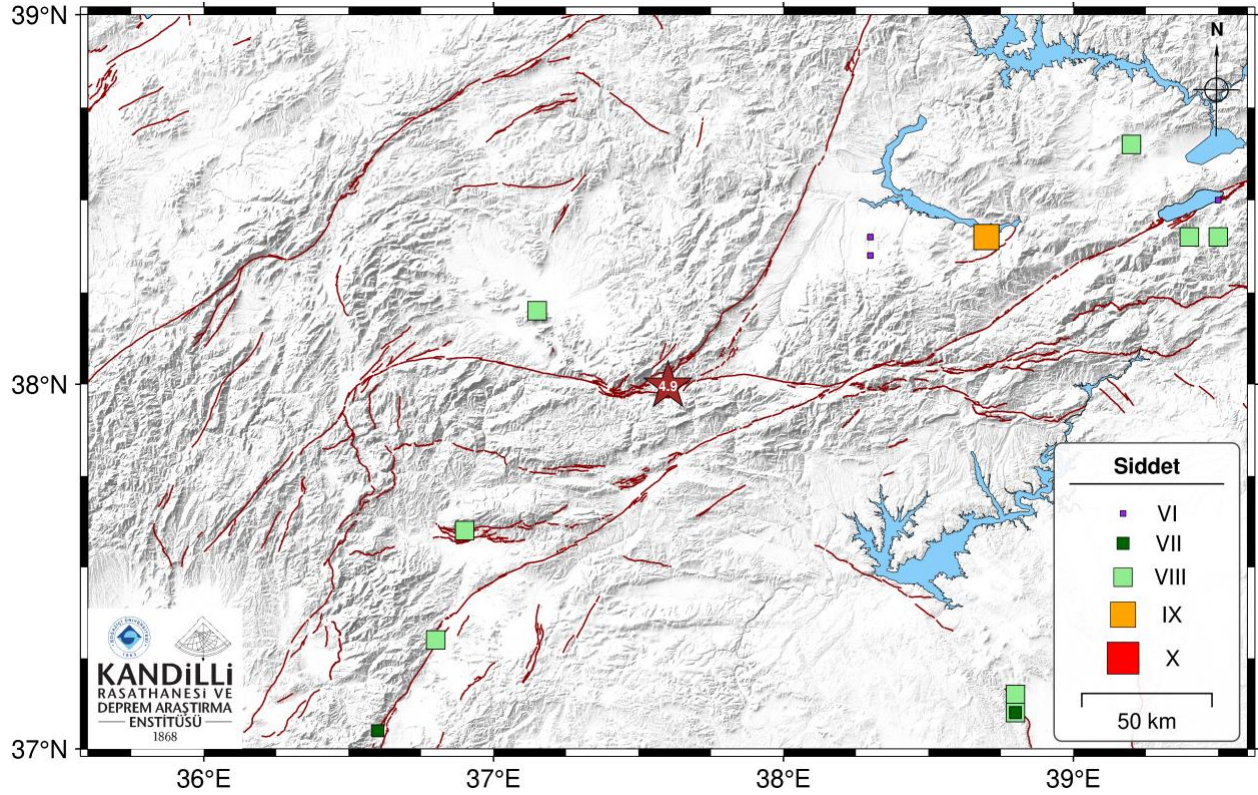 39°N
N
38°N
4.9
Siddet
VI
VII
VIII
IX
X
50 km
KANDiLLi
RASATHANESİ VE
DEPREM ARAŞTIRMA
ENSTİTÜSÜ
1868
37°N
36°E
37°E
38°E
39°E